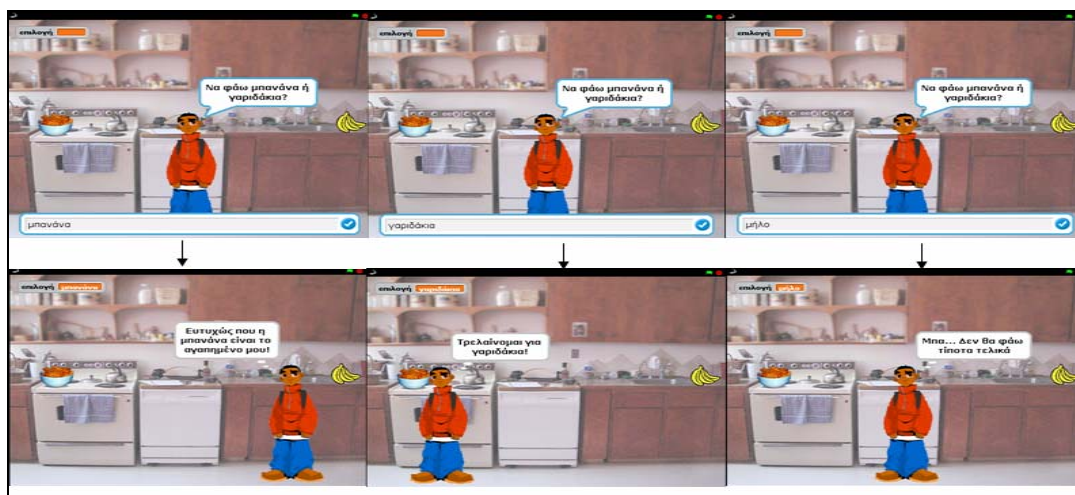 επιλογή
Να φάω μπανάνα ή
γαριδάκια?
μπανάνα
επιλογή
Να φάω μπανάνα ή
γαριδάκια?
γαριδάκια
επιλογή
Να φάω μπανάνα ή
γαριδάκια?
μήλο
επιλογή μπανάνα
Ευτυχώς που η
μπανάνα είναι το
αγαπημένο μου!
επιλογή γαριδάκια
Τρελαίνομαι για
γαριδάκια!
επιλογή μήλο
Μπα... Δεν θα φάω
τίποτα τελικά